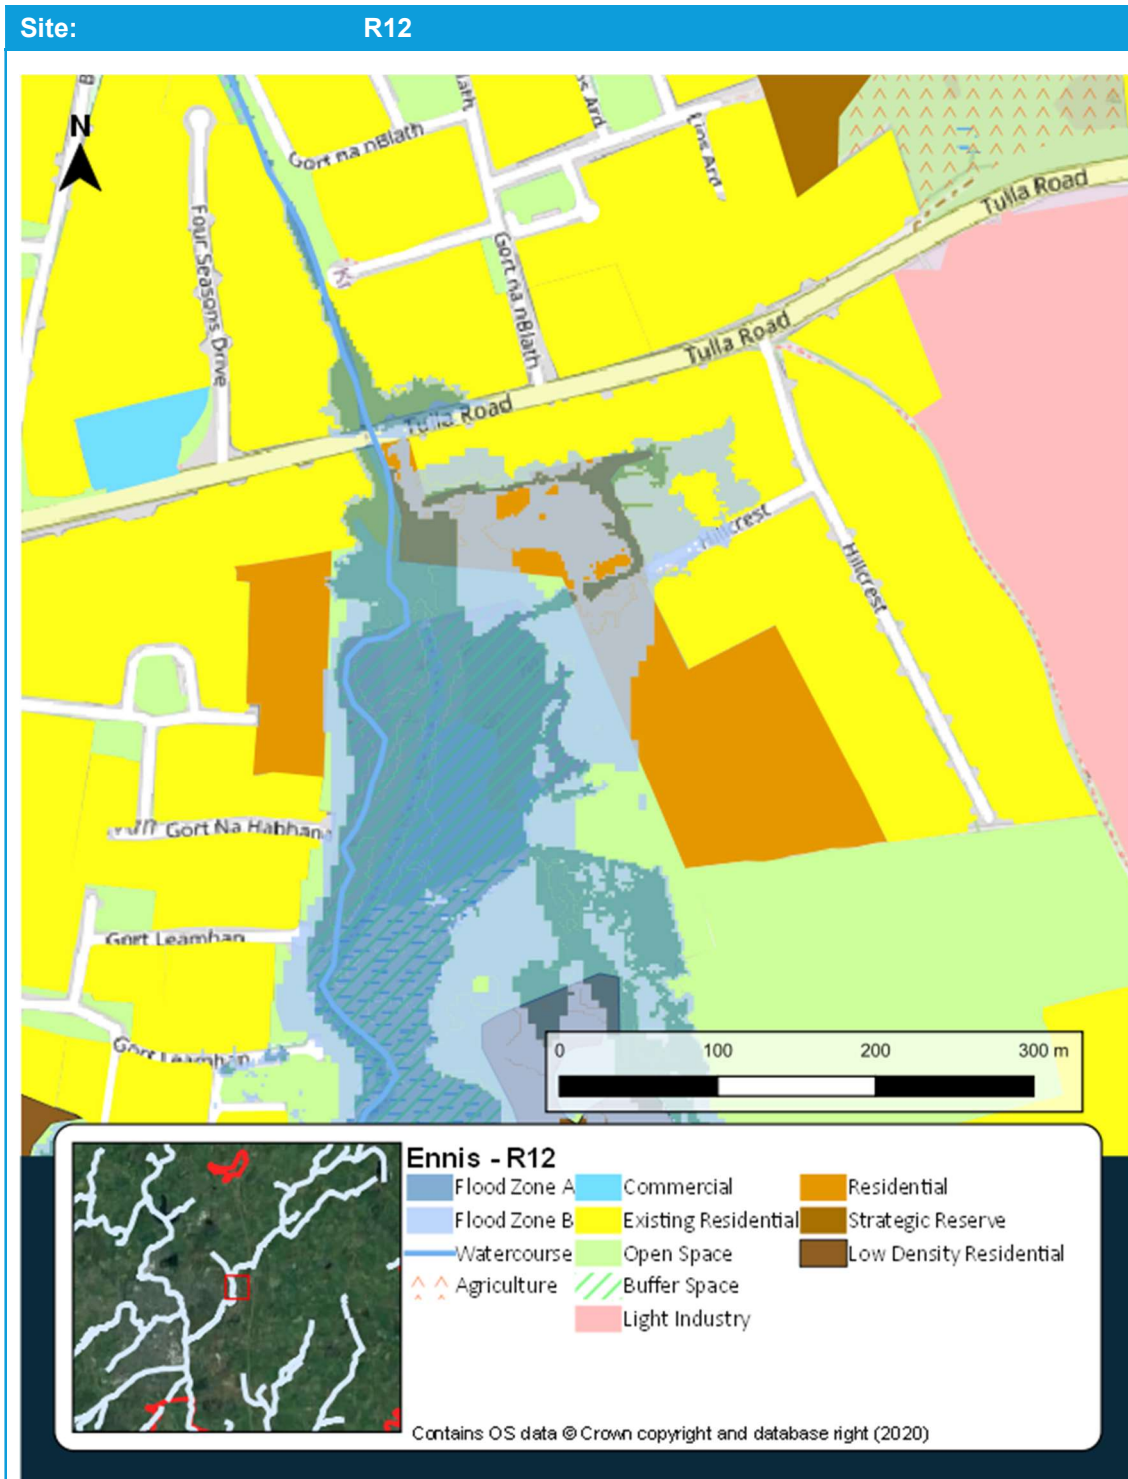 Site: R12
N
Gort na nBlath
Lios Ard
Tulla Road
Four Seasons Drive
Gort na nBlath
Tulla Road
Tulla Road
Hillcrest
Hillcrest
Gort Na Habhan
Gort Leamhan
Gort Leamhan
0 100 200 300 m
Ennis - R12
Flood Zone A Commercial Residential
Flood Zone B Existing Residential Strategic Reserve
Watercourse Open Space Low Density Residential
Agriculture Buffer Space
Light Industry
Contains OS data © Crown copyright and database right (2020)